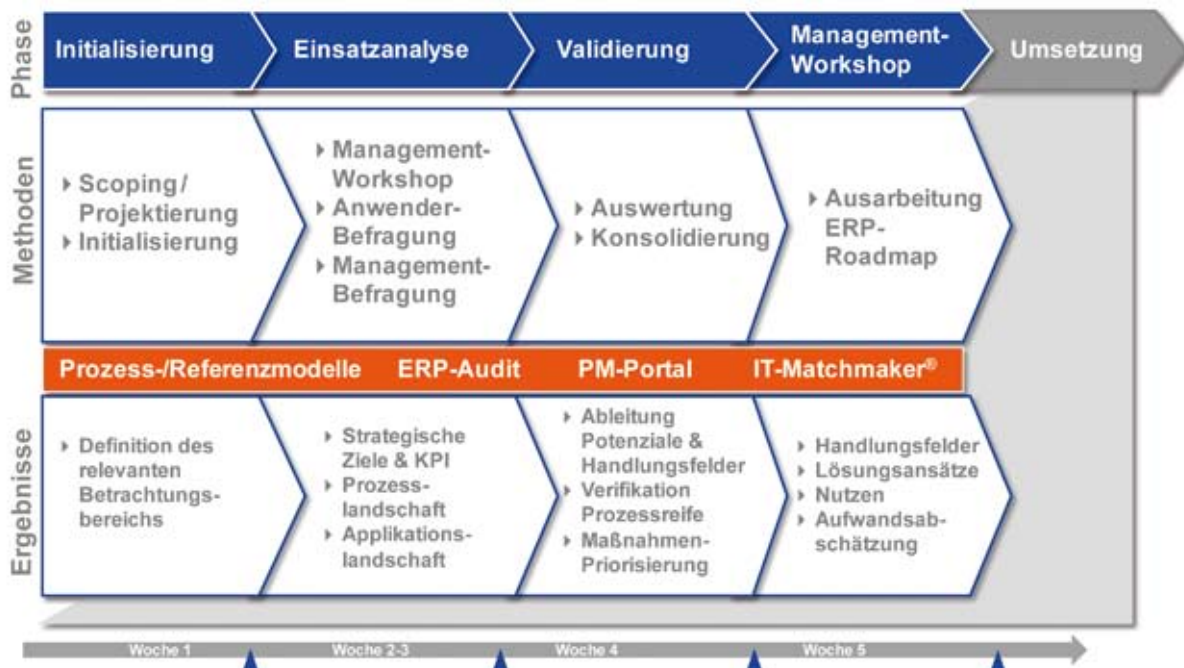 Phase
Initialisierung
Einsatzanalyse
Validierung
Management-
Workshop
Umsetzung
Methoden
Scoping/
Projektierung
Initialisierung
Management-
Workshop
Anwender-
Befragung
Management-
Befragung
Auswertung
Konsolidierung
Ausarbeitung
ERP-
Roadmap
Prozess-/Referenzmodelle ERP-Audit PM-Portal IT-Matchmaker®
Ergebnisse
Definition des
relevanten
Betrachtungs-
bereichs
Strategische
Ziele & KPI
Prozess-
landschaft
Applikations-
landschaft
Ableitung
Potenziale &
Handlungsfelder
Verifikation
Prozessreife
Maßnahmen-
Priorisierung
Handlungsfelder
Lösungsansätze
Nutzen
Aufwandsab-
schätzung
Woche 1 Woche 2-3 Woche 4 Woche 5